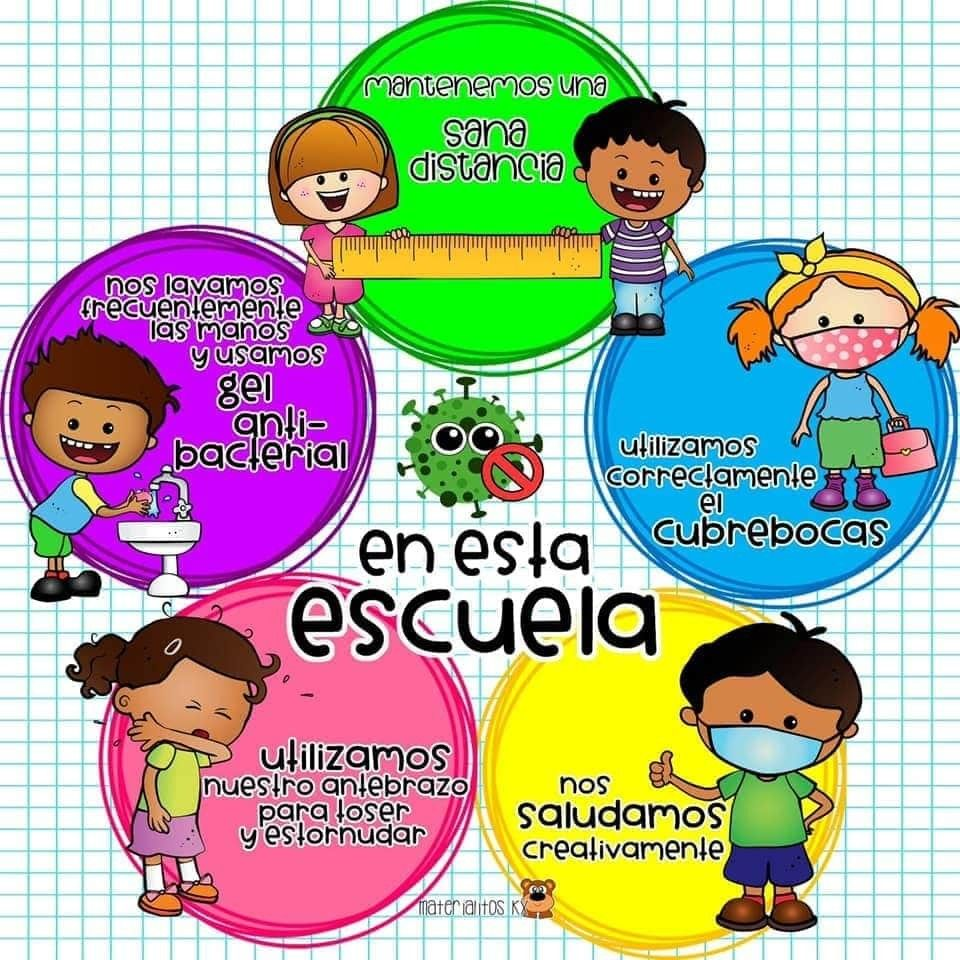 mantenemos una
sana
distancia
nos lavamos
frecuentemente
las manos
y usamos
gel
anti-
bacterial
utilizamos
correctamente
el
cubrebocas
en esta
escuela
utilizamos
nuestro antebrazo
para toser
y estornudar
nos
saludamos
creativamente
materialitos ky